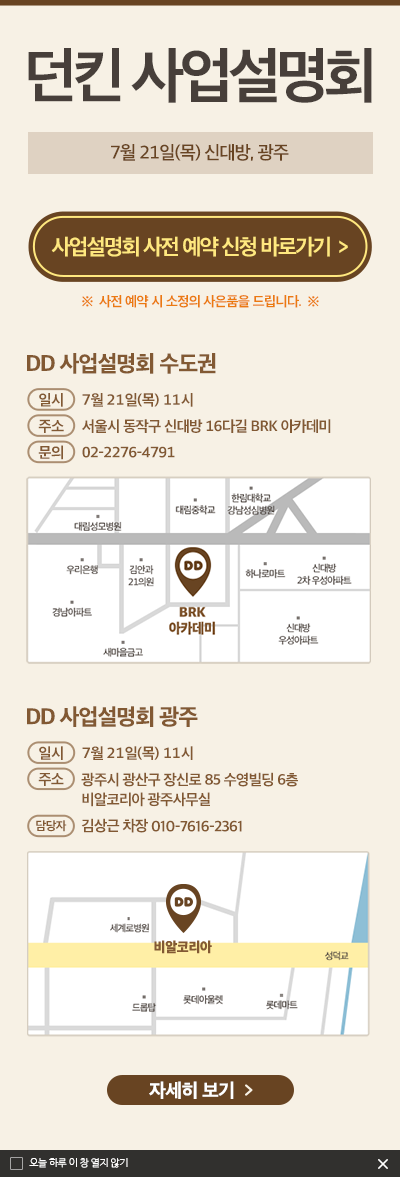 던킨 사업설명회
7월 21일(목) 신대방, 광주
사업설명회 사전 예약 신청 바로가기 >
※ 사전 예약 시 소정의 사은품을 드립니다. ※
DD 사업설명회 수도권
일시 7월 21일(목) 11시
주소 서울시 동작구 신대방 16다길 BRK 아카데미
문의 02-2276-4791
한림대학교
강남성심병원
대림중학교
대림성모병원
DD
우리은행
김안과
21의원
하나로마트
신대방
2차 우성아파트
경남아파트
BRK
아카데미
신대방
우성아파트
새마을금고
DD 사업설명회 광주
일시 7월 21일(목) 11시
주소 광주시 광산구 장신로 85 수영빌딩 6층
비알코리아 광주사무실
담당자 김상근 차장 010-7616-2361
DD
세계로병원
비알코리아
성덕교
드롭탑
롯데아울렛
롯데마트
자세히 보기 >
오늘 하루 이 창 열지 않기